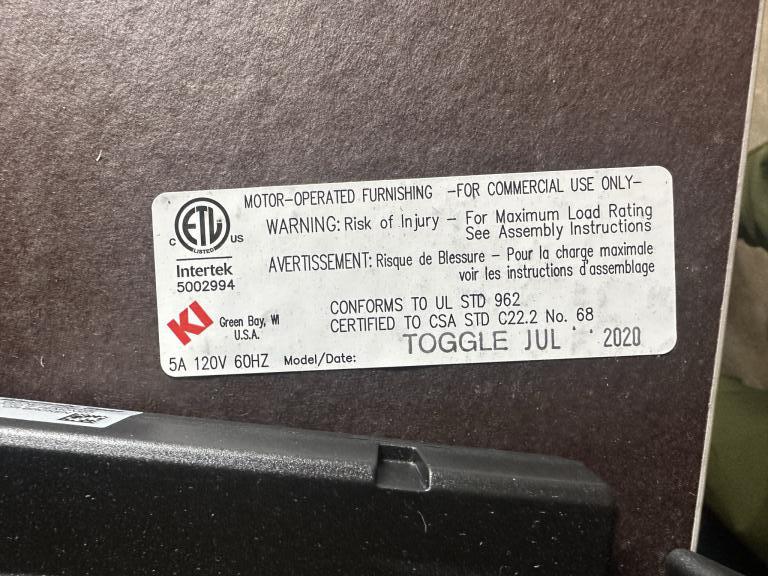 MOTOR-OPERATED FURNISHING -FOR COMMERCIAL USE ONLY-
WARNING: Risk of Injury - For Maximum Load Rating
See Assembly Instructions
AVERTISSEMENT: Risque de Blessure - Pour la charge maximale
voir les instructions d'assemblage
C ETL US
LISTED
Intertek
5002994
CONFORMS TO UL STD 962
CERTIFIED TO CSA STD C22.2 No. 68
KI
Green Bay, WI
U.S.A.
5A 120V 60HZ Model/Date: TOGGLE JUL 2020